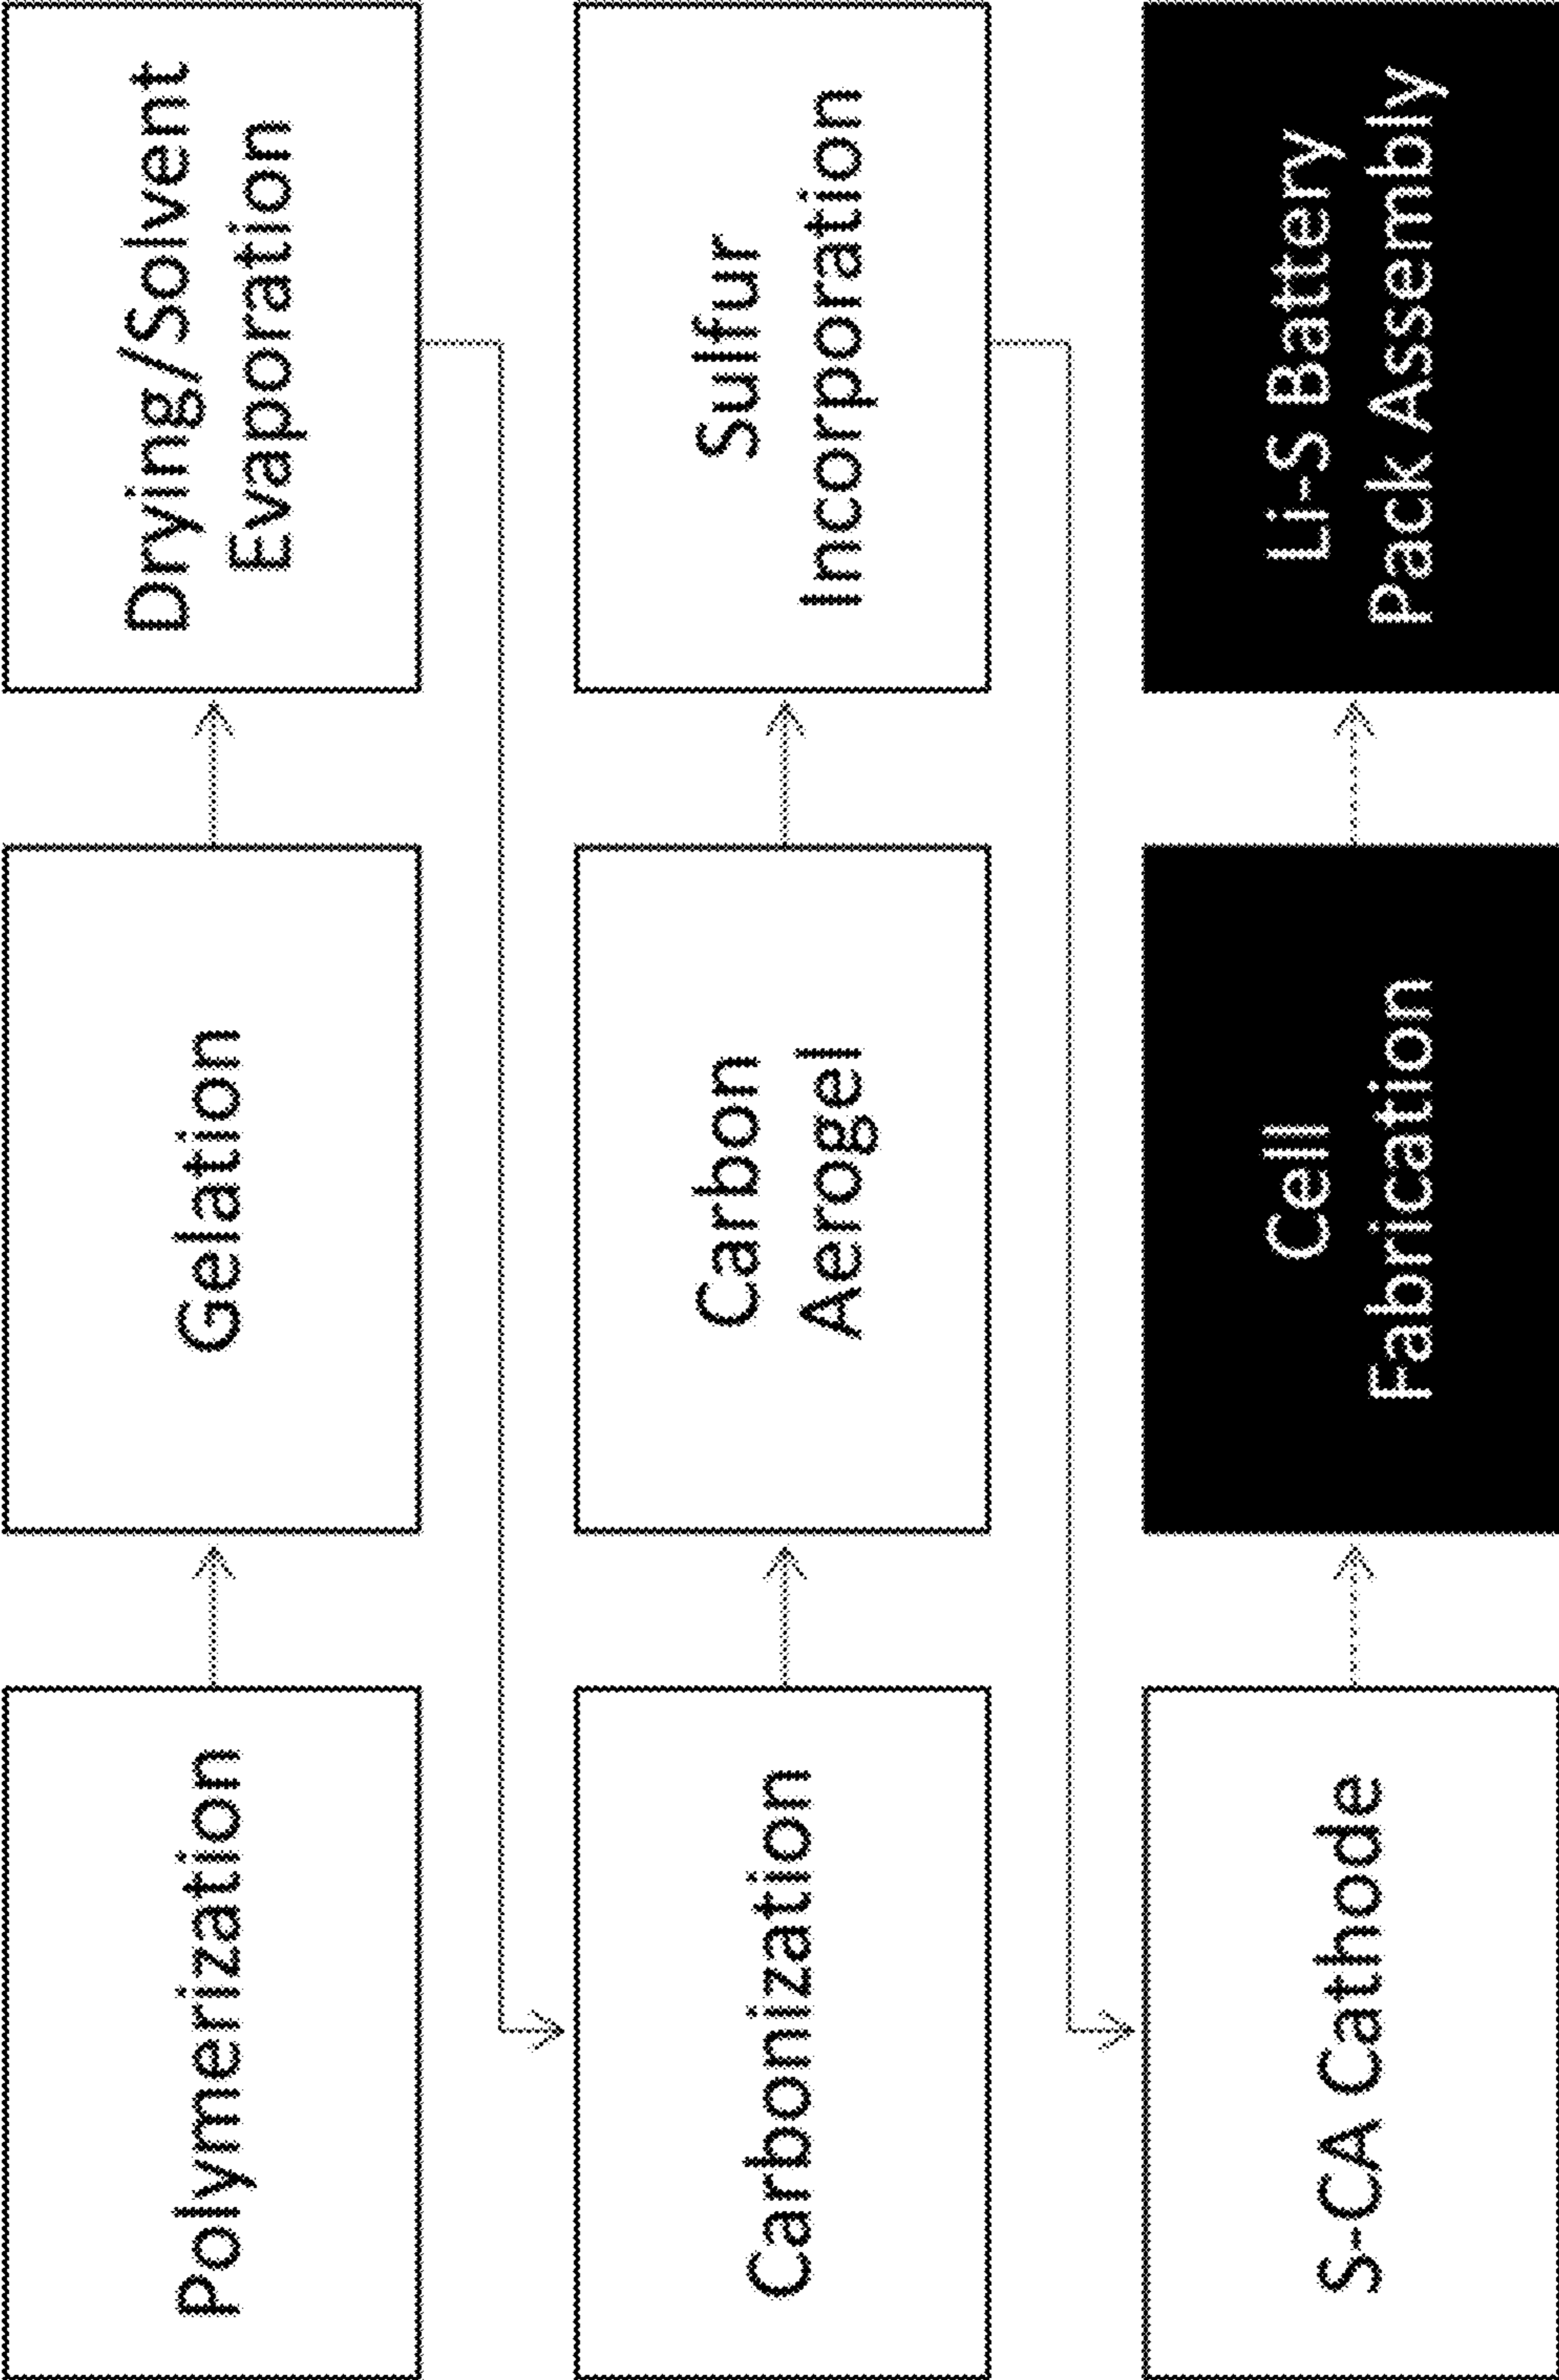 Polymerization
Gelation
Drying/Solvent
Evaporation
Carbonization
Carbon
Aerogel
Sulfur
Incorporation
S-CA Cathode
Cell
Fabrication
Li-S Battery
Pack Assembly